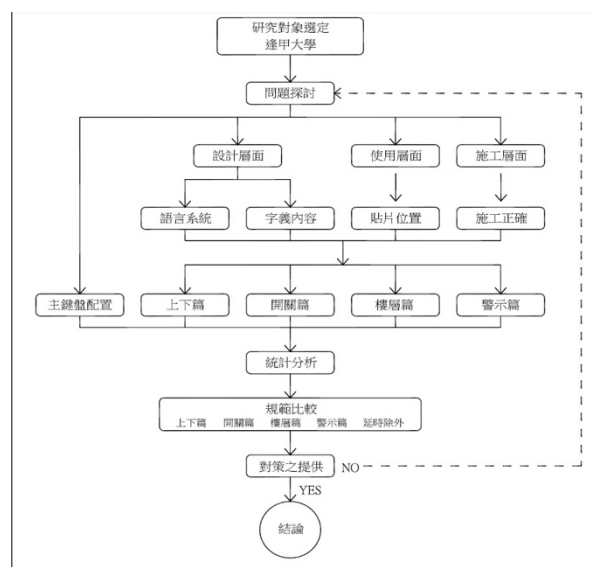 研究對象選定
逢甲大學
問題探討
設計層面
使用層面
施工層面
語言系統
字義內容
貼片位置
施工正確
主鍵盤配置
上下篇
開關篇
樓層篇
警示篇
統計分析
規範比較
上下篇 開關篇 樓層篇 警示篇 延時除外
對策之提供
NO
YES
結論